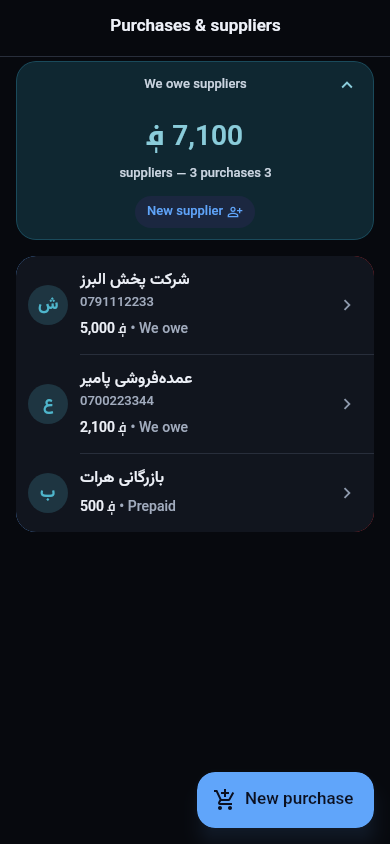 Purchases & suppliers
We owe suppliers
؋ 7,100
suppliers — 3 purchases 3
New supplier
شرکت پخش البرز
0791112233
5,000 ؋ • We owe
عمده‌فروشی پامیر
0700223344
2,100 ؋ • We owe
بازرگانی هرات
500 ؋ • Prepaid
ش
ع
ب
New purchase